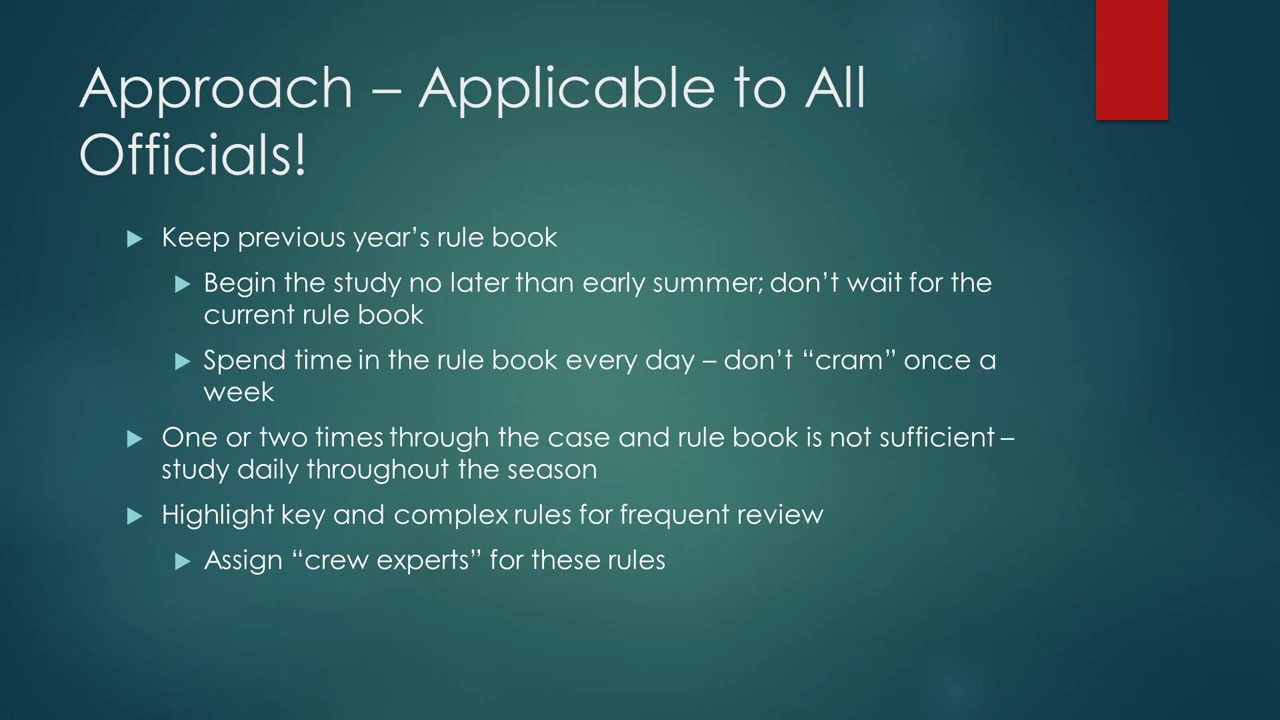 Approach – Applicable to All
Officials!
Keep previous year’s rule book
Begin the study no later than early summer; don’t wait for the
current rule book
Spend time in the rule book every day – don’t “cram” once a
week
One or two times through the case and rule book is not sufficient –
study daily throughout the season
Highlight key and complex rules for frequent review
Assign “crew experts” for these rules